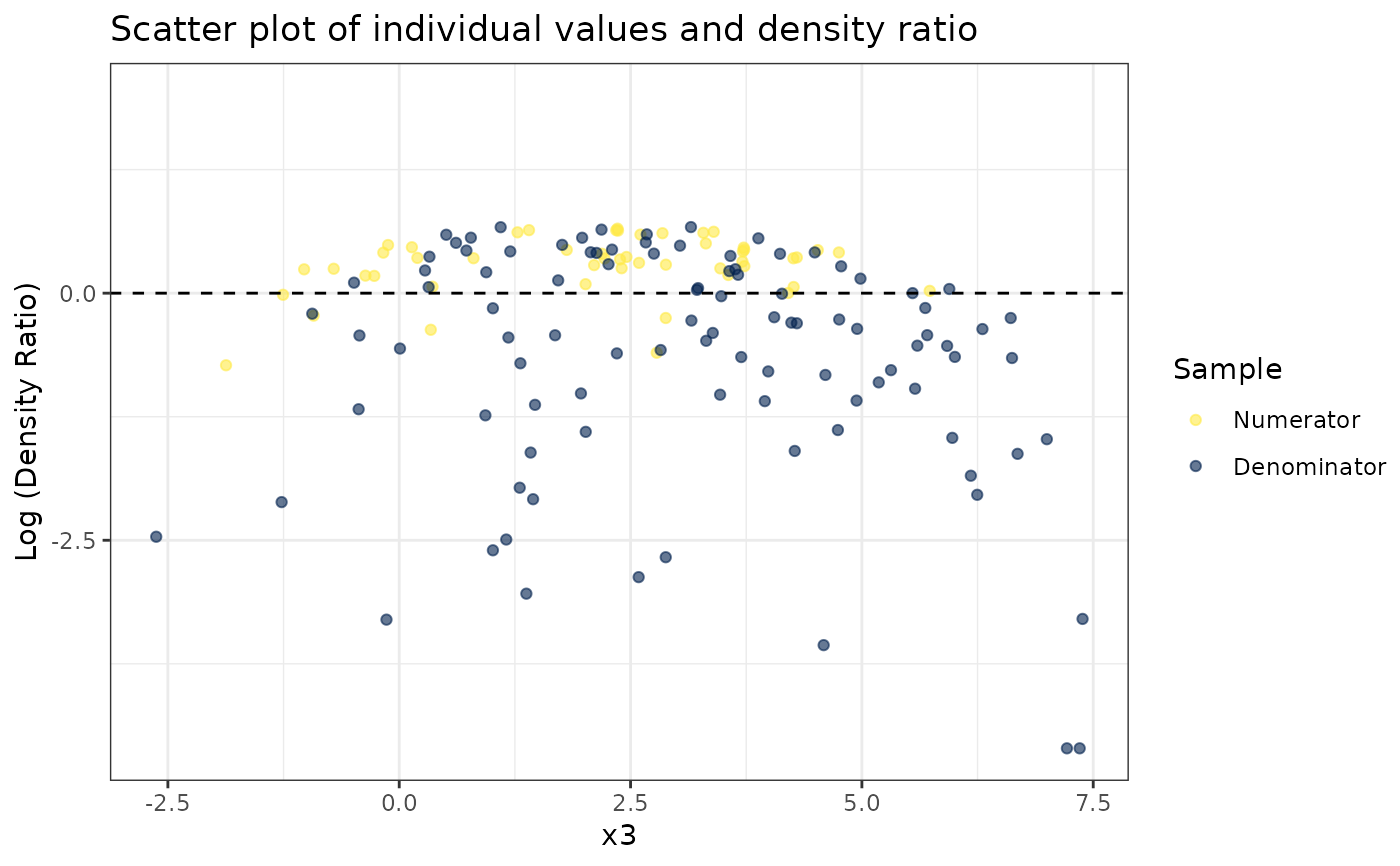 Scatter plot of individual values and density ratio
Log (Density Ratio)
0.0
-2.5
-2.5
0.0
2.5
5.0
7.5
x3
Sample
Numerator
Denominator